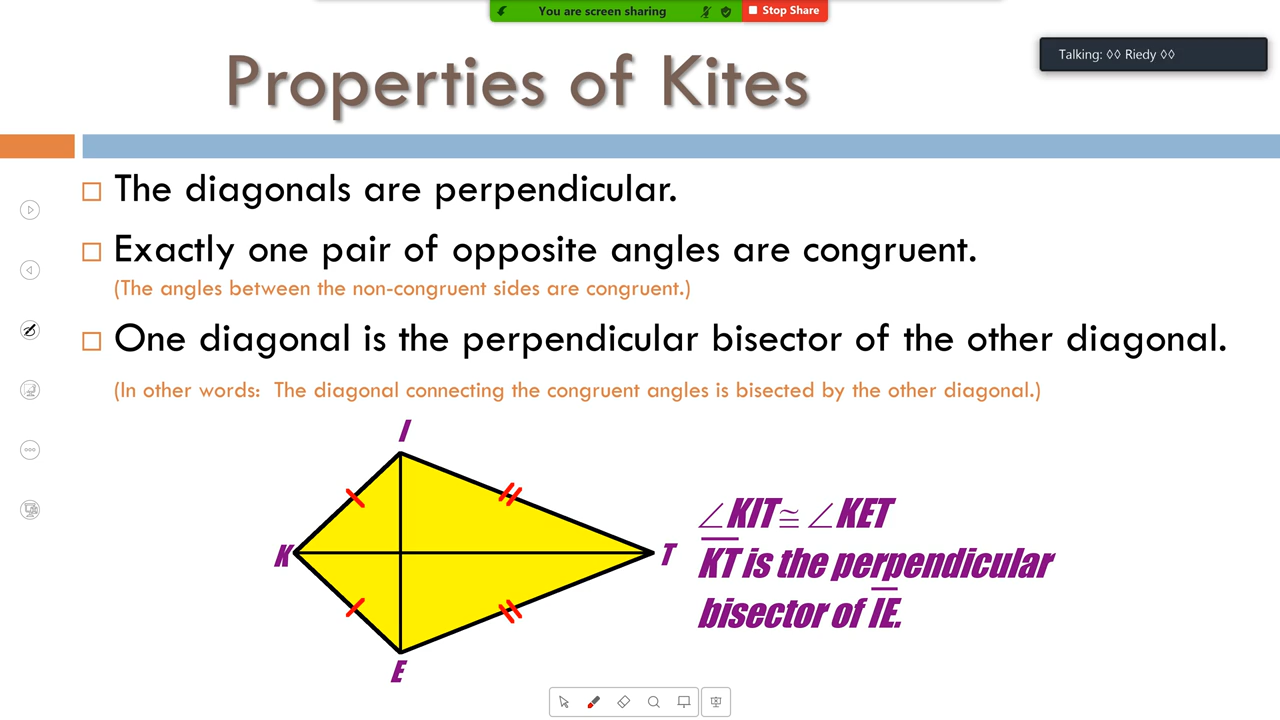 You are screen sharing
Stop Share
Talking: ◊◊ Riedy ◊◊
Properties of Kites
The diagonals are perpendicular.
Exactly one pair of opposite angles are congruent.
(The angles between the non-congruent sides are congruent.)
One diagonal is the perpendicular bisector of the other diagonal.
(In other words: The diagonal connecting the congruent angles is bisected by the other diagonal.)
I
K
T
E
∠KIT ≅ ∠KET
K̅T̅ is the perpendicular
bisector of I̅E̅.